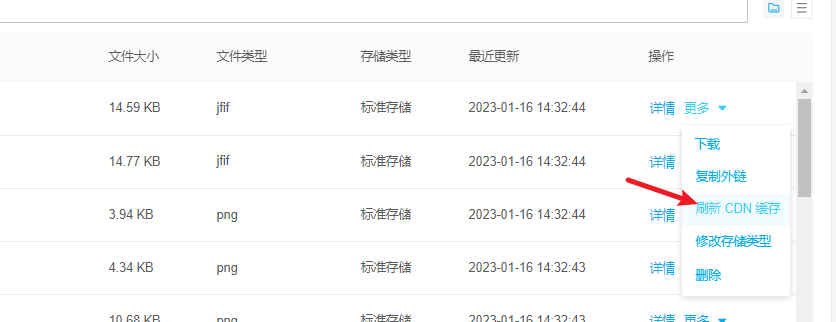 文件大小 文件类型 存储类型 最近更新 操作
14.59 KB jfif 标准存储 2023-01-16 14:32:44 详情 更多
下载
14.77 KB jfif 标准存储 2023-01-16 14:32:44 详情
复制外链
刷新 CDN 缓存
3.94 KB png 标准存储 2023-01-16 14:32:44 详情
修改存储类型
4.34 KB png 标准存储 2023-01-16 14:32:43 详情
删除
10.68 KB png 标准存储 2023-01-16 14:32:43 详情 更多